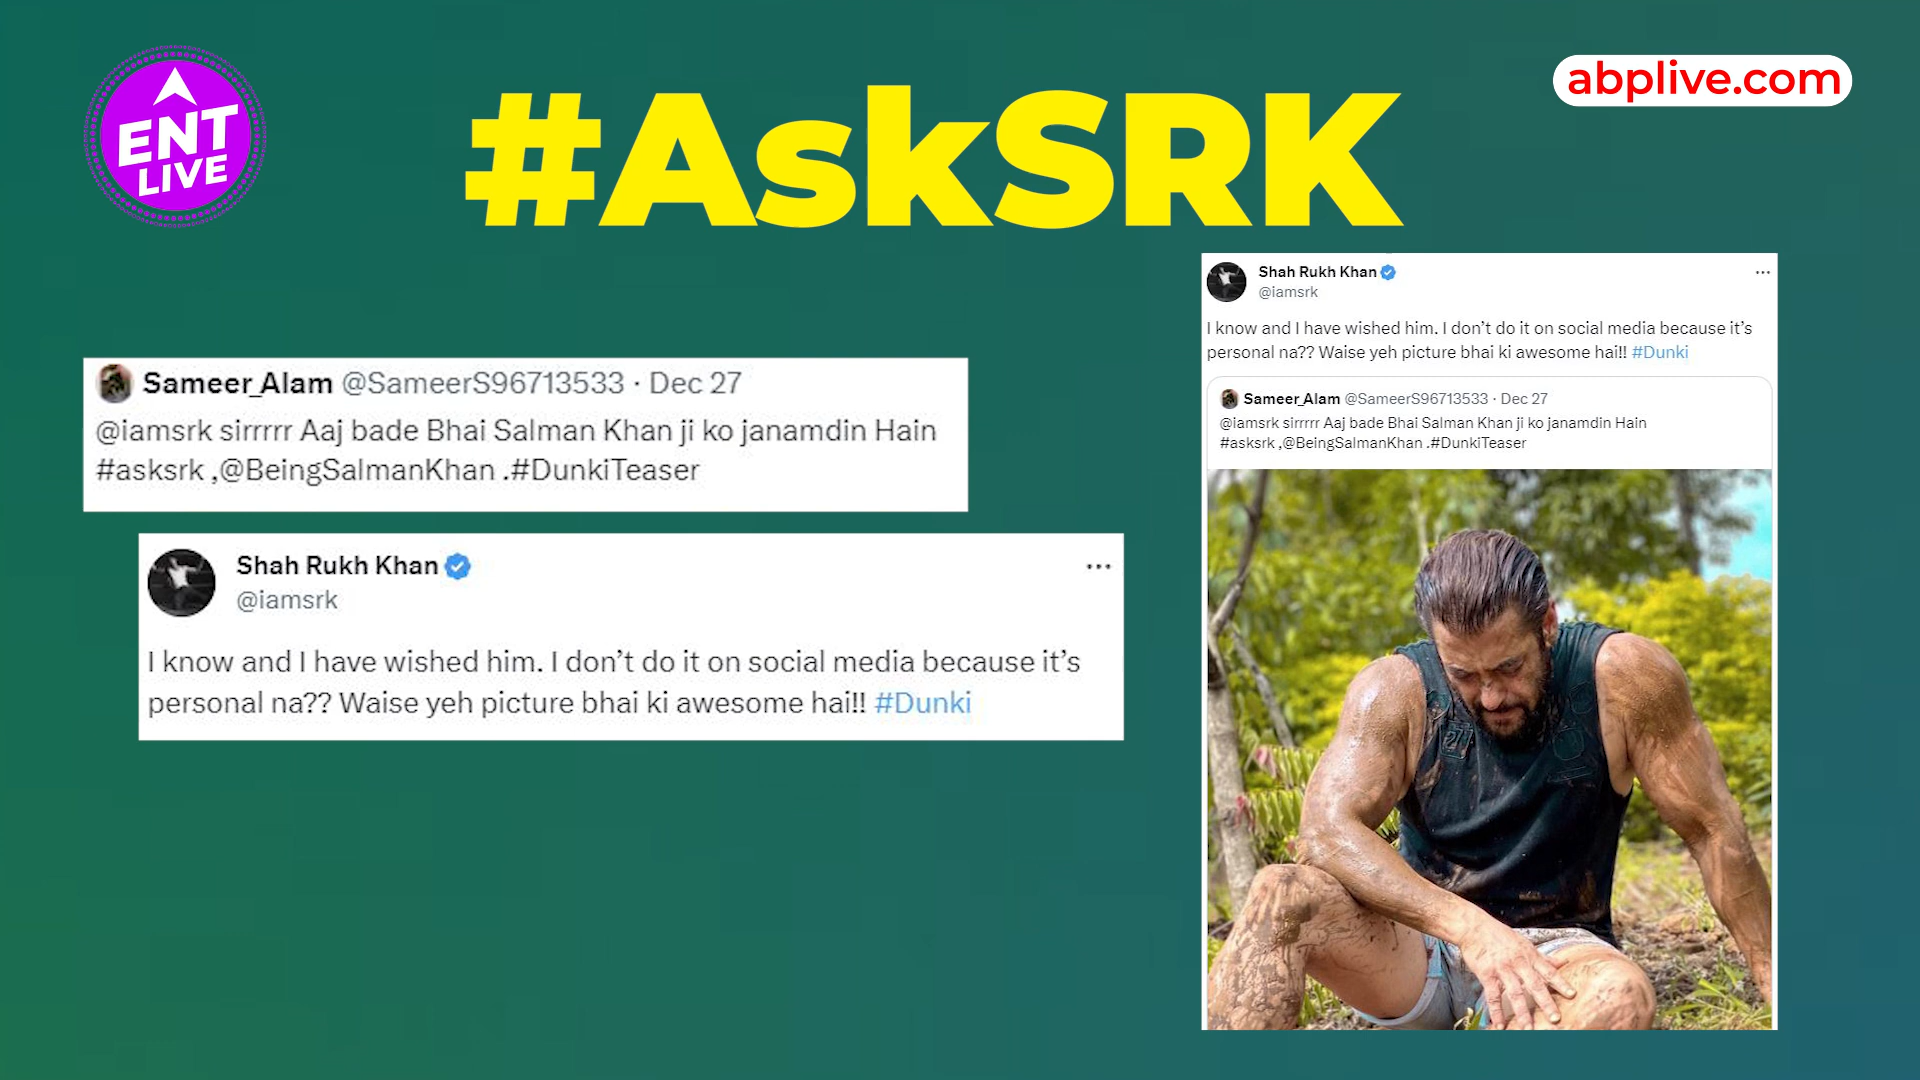 ENT
LIVE
#AskSRK
abplive.com
Sameer_Alam @SameerS96713533 · Dec 27
@iamsrk sirrrrr Aaj bade Bhai Salman Khan ji ko janamdin Hain
#asksrk ,@BeingSalmanKhan .#DunkiTeaser
Shah Rukh Khan
@iamsrk
I know and I have wished him. I don’t do it on social media because it’s
personal na?? Waise yeh picture bhai ki awesome hai!! #Dunki
Shah Rukh Khan
@iamsrk
I know and I have wished him. I don’t do it on social media because it’s
personal na?? Waise yeh picture bhai ki awesome hai!! #Dunki
Sameer_Alam @SameerS96713533 · Dec 27
@iamsrk sirrrrr Aaj bade Bhai Salman Khan ji ko janamdin Hain
#asksrk ,@BeingSalmanKhan .#DunkiTeaser